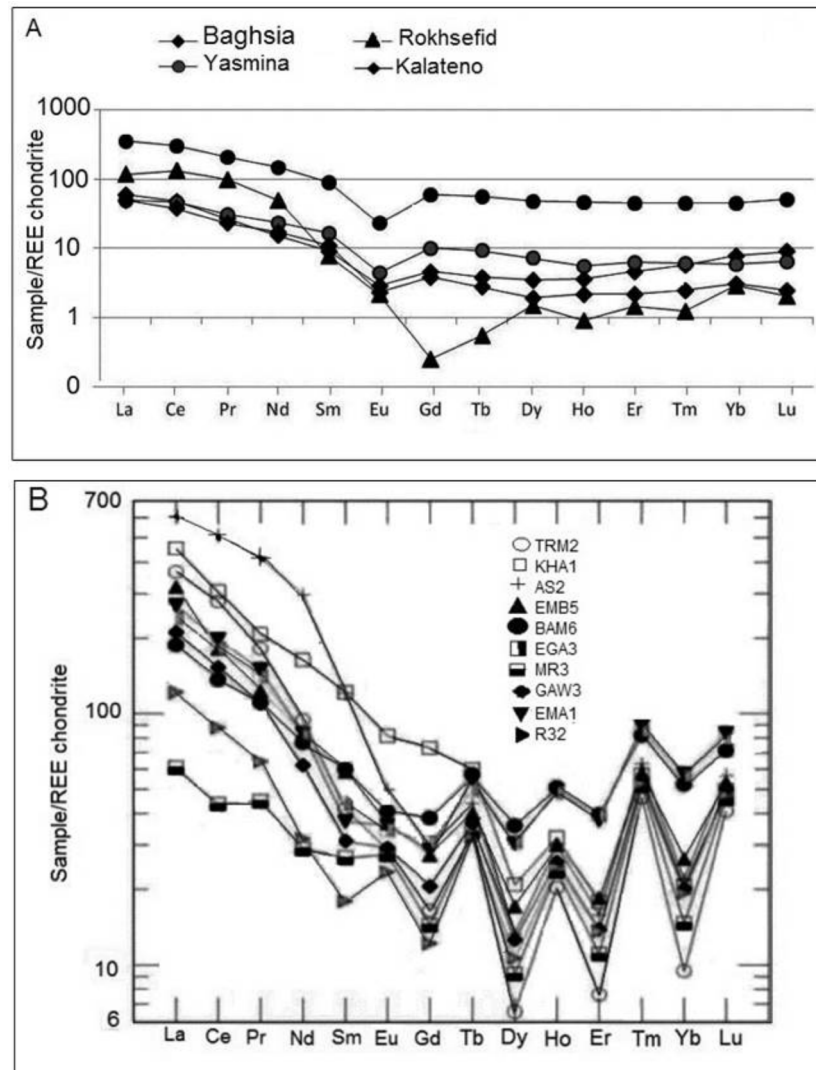 A
Baghsia Rokhsefid
Yasmina Kalateno
1000
100
10
1
0
Sample/REE chondrite
La Ce Pr Nd Sm Eu Gd Tb Dy Ho Er Tm Yb Lu
B
700
100
10
6
Sample/REE chondrite
TRM2
KHA1
AS2
EMB5
BAM6
EGA3
MR3
GAW3
EMA1
R32
La Ce Pr Nd Sm Eu Gd Tb Dy Ho Er Tm Yb Lu